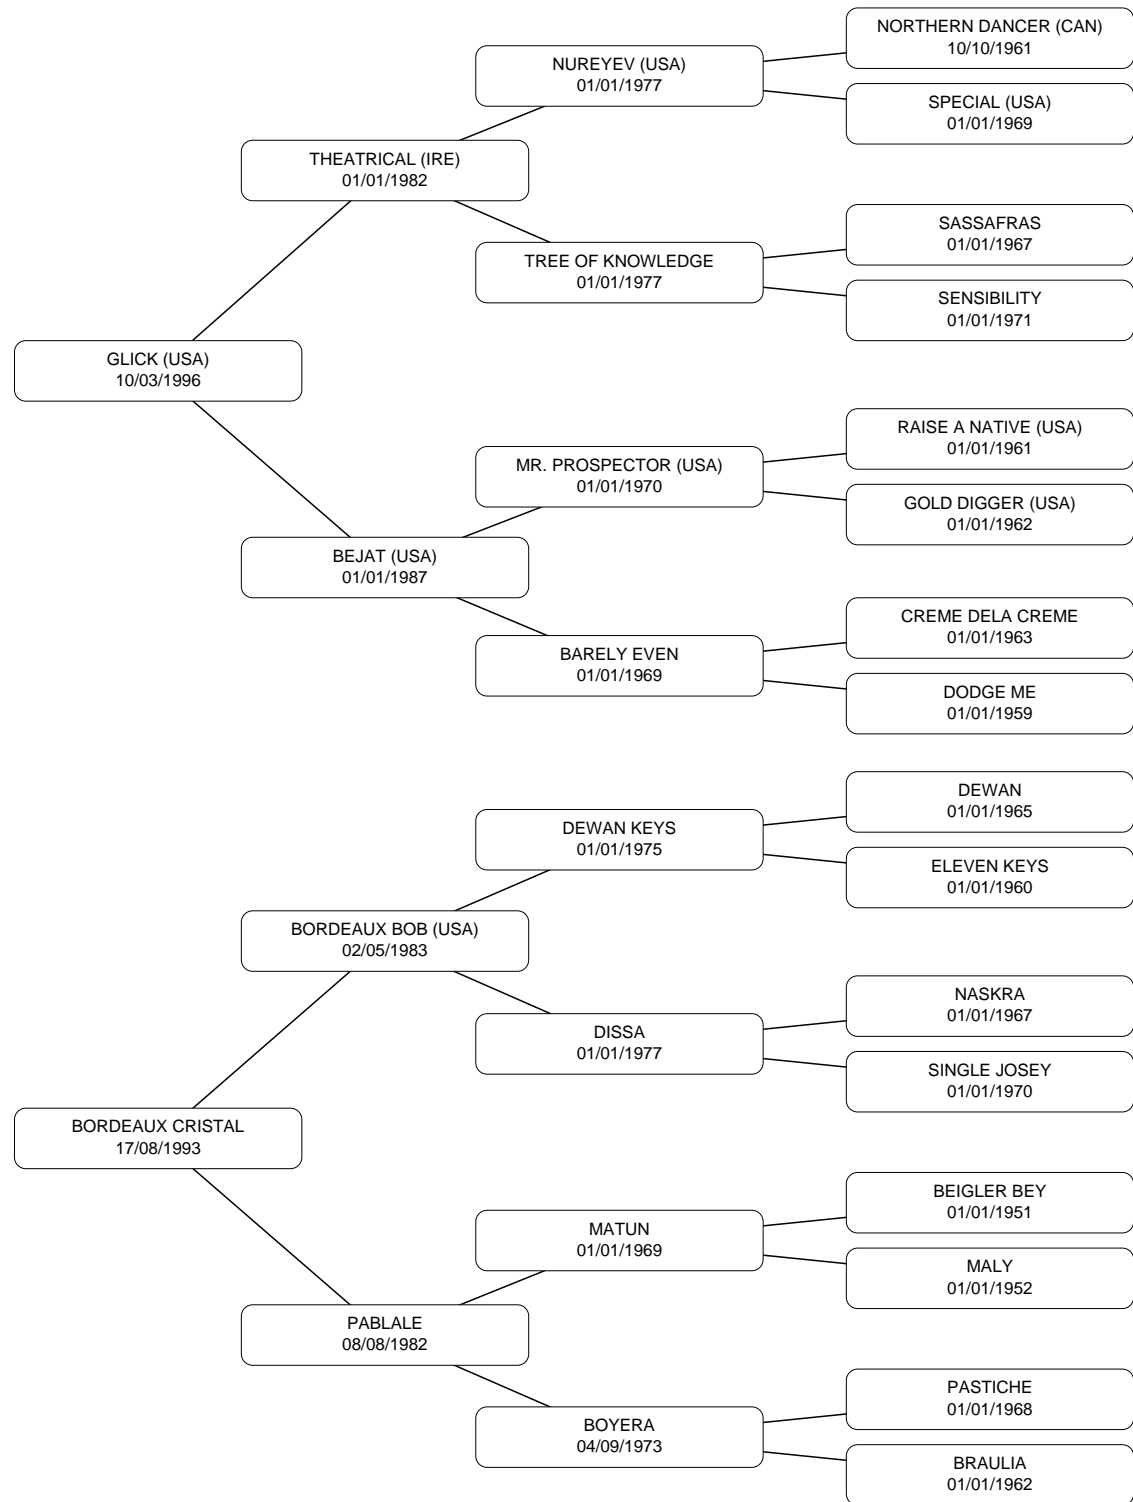 NORTHERN DANCER (CAN)
10/10/1961
NUREYEV (USA)
01/01/1977
SPECIAL (USA)
01/01/1969
THEATRICAL (IRE)
01/01/1982
SASSAFRAS
01/01/1967
TREE OF KNOWLEDGE
01/01/1977
SENSIBILITY
01/01/1971
GLICK (USA)
10/03/1996
RAISE A NATIVE (USA)
01/01/1961
MR. PROSPECTOR (USA)
01/01/1970
GOLD DIGGER (USA)
01/01/1962
BEJAT (USA)
01/01/1987
CREME DELA CREME
01/01/1963
BARELY EVEN
01/01/1969
DODGE ME
01/01/1959
DEWAN
01/01/1965
DEWAN KEYS
01/01/1975
ELEVEN KEYS
01/01/1960
BORDEAUX BOB (USA)
02/05/1983
NASKRA
01/01/1967
DISSA
01/01/1977
SINGLE JOSEY
01/01/1970
BORDEAUX CRISTAL
17/08/1993
BEIGLER BEY
01/01/1951
MATUN
01/01/1969
MALY
01/01/1952
PABLALE
08/08/1982
PASTICHE
01/01/1968
BOYERA
04/09/1973
BRAULIA
01/01/1962